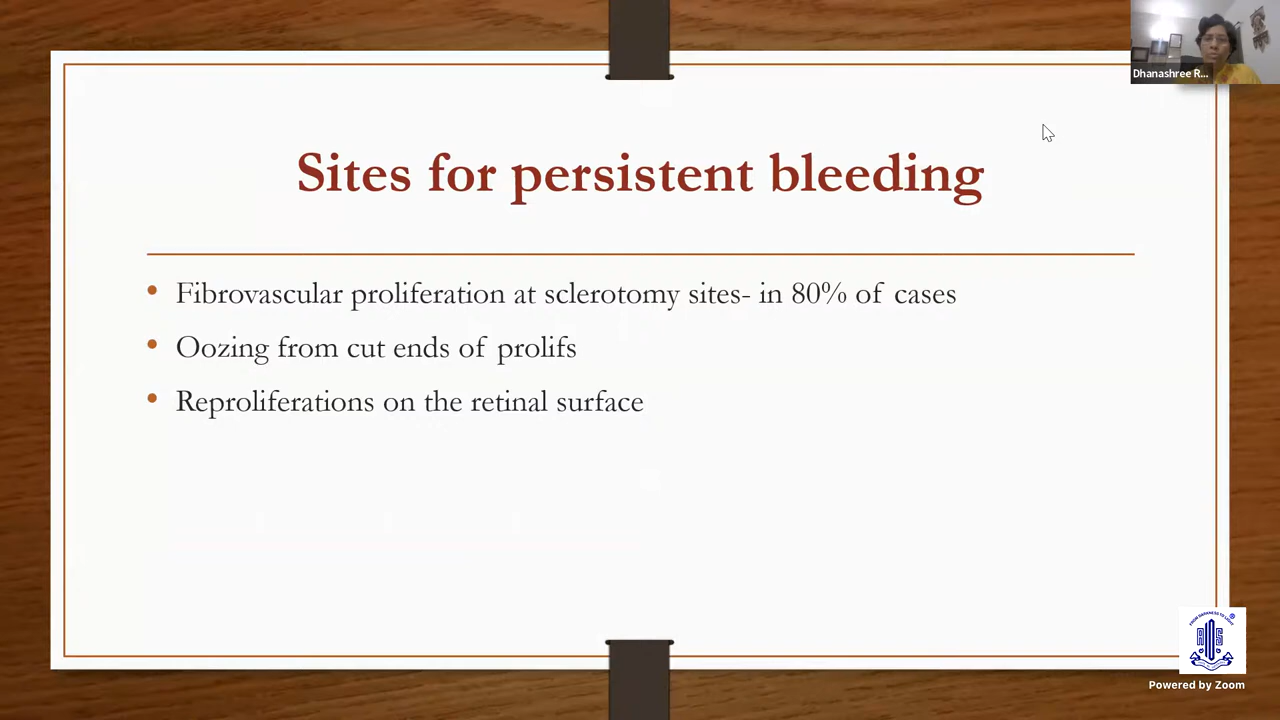 Dhanashree R...
Sites for persistent bleeding
• Fibrovascular proliferation at sclerotomy sites- in 80% of cases
• Oozing from cut ends of prolifs
• Reproliferations on the retinal surface
Powered by Zoom